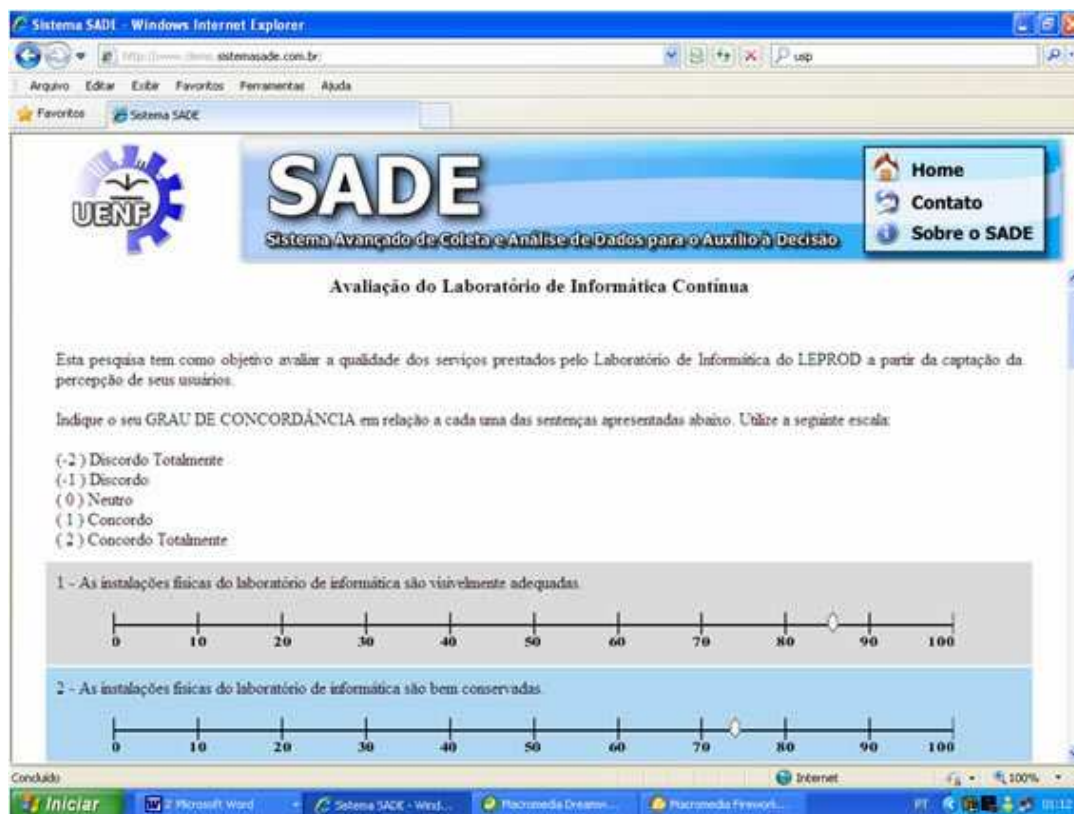 Sistema SADE - Windows Internet Explorer
sistemasade.com.br
usp
Arquivo Editar Exibir Favoritos Ferramentas Ajuda
Favoritos Sistema SADE
UENF
SADE
Sistema Avançado de Coleta e Análise de Dados para o Auxílio à Decisão
Home
Contato
Sobre o SADE
Avaliação do Laboratório de Informática Contínua
Esta pesquisa tem como objetivo avaliar a qualidade dos serviços prestados pelo Laboratório de Informática do LEPROD a partir da captação da
percepção de seus usuários.
Indique o seu GRAU DE CONCORDÂNCIA em relação a cada uma das sentenças apresentadas abaixo. Utilize a seguinte escala:
(-2 ) Discordo Totalmente
(-1 ) Discordo
( 0 ) Neutro
( 1 ) Concordo
( 2 ) Concordo Totalmente
1 - As instalações físicas do laboratório de informática são visivelmente adequadas.
0 10 20 30 40 50 60 70 80 90 100
2 - As instalações físicas do laboratório de informática são bem conservadas.
0 10 20 30 40 50 60 70 80 90 100
Concluído Internet 100%
Iniciar 2 Microsoft Word Sistema SADE - Wind... Macromedia Dreamw... Macromedia Firework... PT 01:12